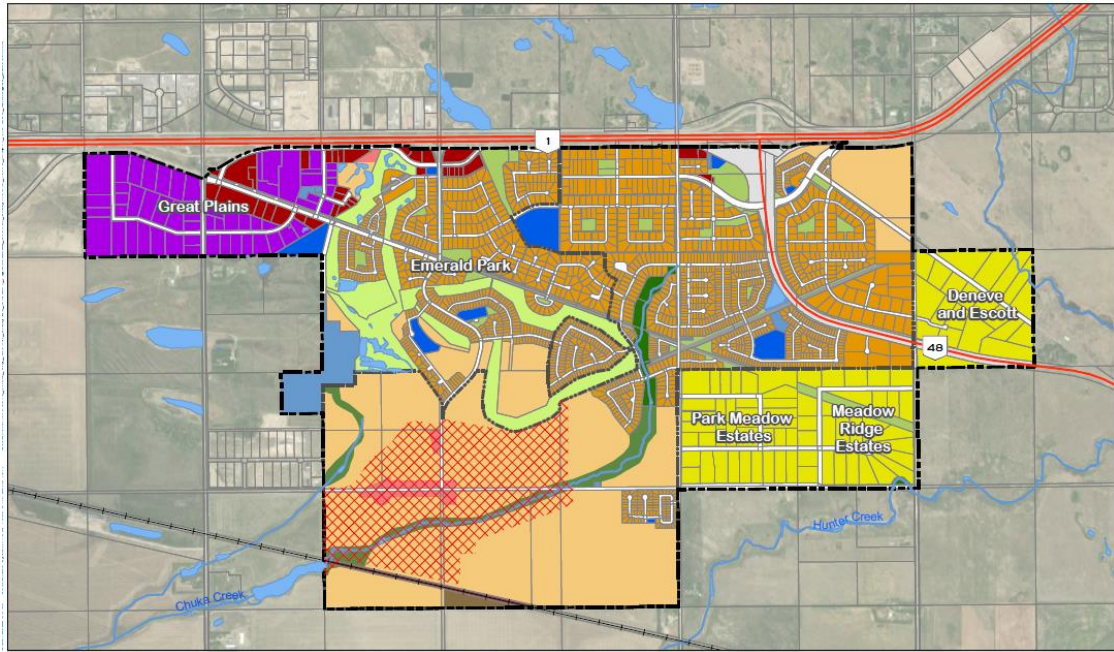 1
Great Plains
Emerald Park
Deneve
and Escott
48
Park Meadow
Estates
Meadow
Ridge
Estates
Hunter Creek
Chuka Creek